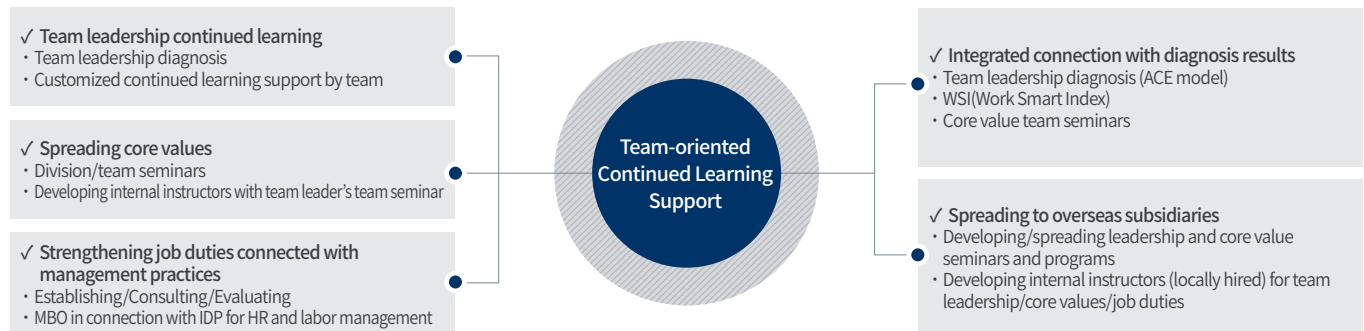 ✓ Team leadership continued learning
· Team leadership diagnosis
· Customized continued learning support by team
✓ Spreading core values
· Division/team seminars
· Developing internal instructors with team leader's team seminar
✓ Strengthening job duties connected with
management practices
· Establishing/Consulting/Evaluating
· MBO in connection with IDP for HR and labor management
Team-oriented
Continued Learning
Support
✓ Integrated connection with diagnosis results
· Team leadership diagnosis (ACE model)
· WSI(Work Smart Index)
· Core value team seminars
✓ Spreading to overseas subsidiaries
· Developing/spreading leadership and core value
seminars and programs
· Developing internal instructors (locally hired) for team
leadership/core values/job duties